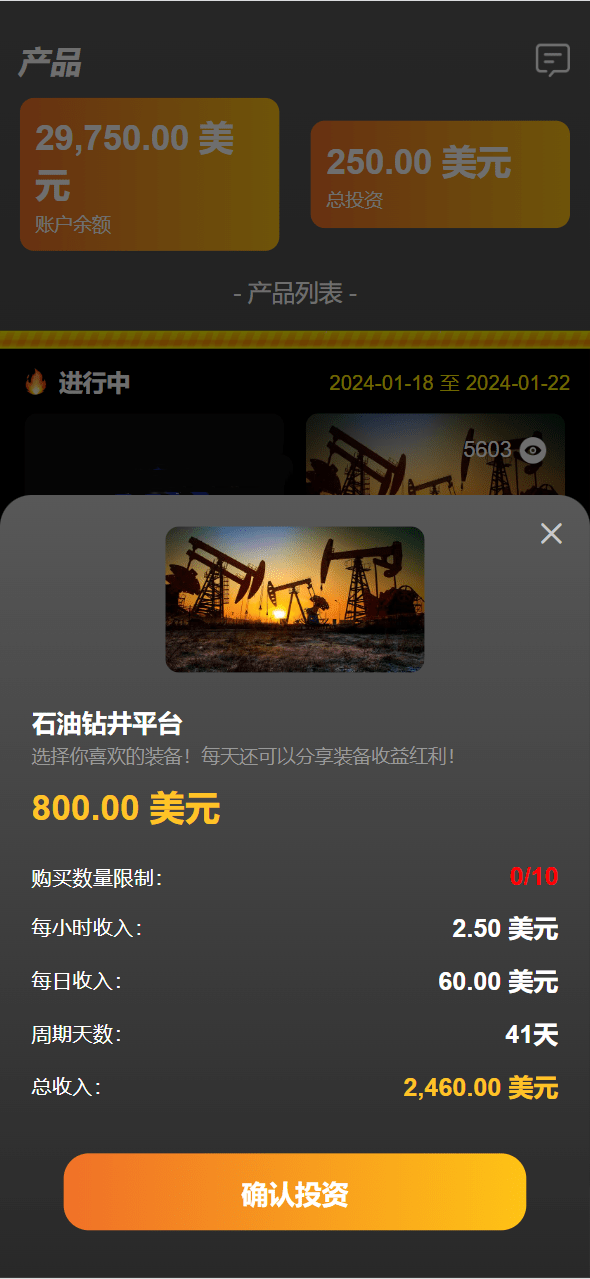 产品
29,750.00 美
元
账户余额
250.00 美元
总投资
- 产品列表 -
进行中
2024-01-18 至 2024-01-22
5603
石油钻井平台
选择你喜欢的装备！每天还可以分享装备收益红利！
800.00 美元
购买数量限制：
0/10
每小时收入：
2.50 美元
每日收入：
60.00 美元
周期天数：
41天
总收入：
2,460.00 美元
确认投资